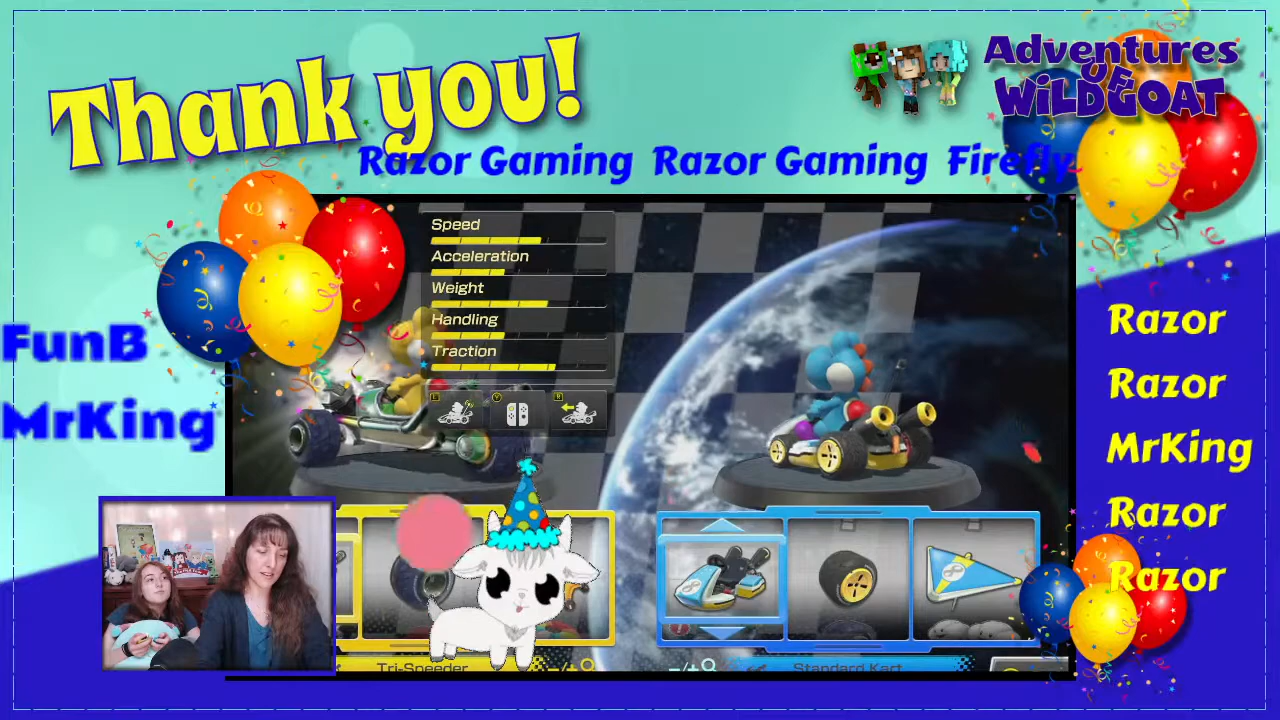 Thank you!
Adventures
OF
WiLDGOAT
Razor Gaming Razor Gaming Firefly
Speed
Acceleration
Weight
Handling
Traction
L
Y
R
FunB
MrKing
Razor
Razor
MrKing
Razor
Razor
Tri-Speeder
-/+
-/+
Standard Kart